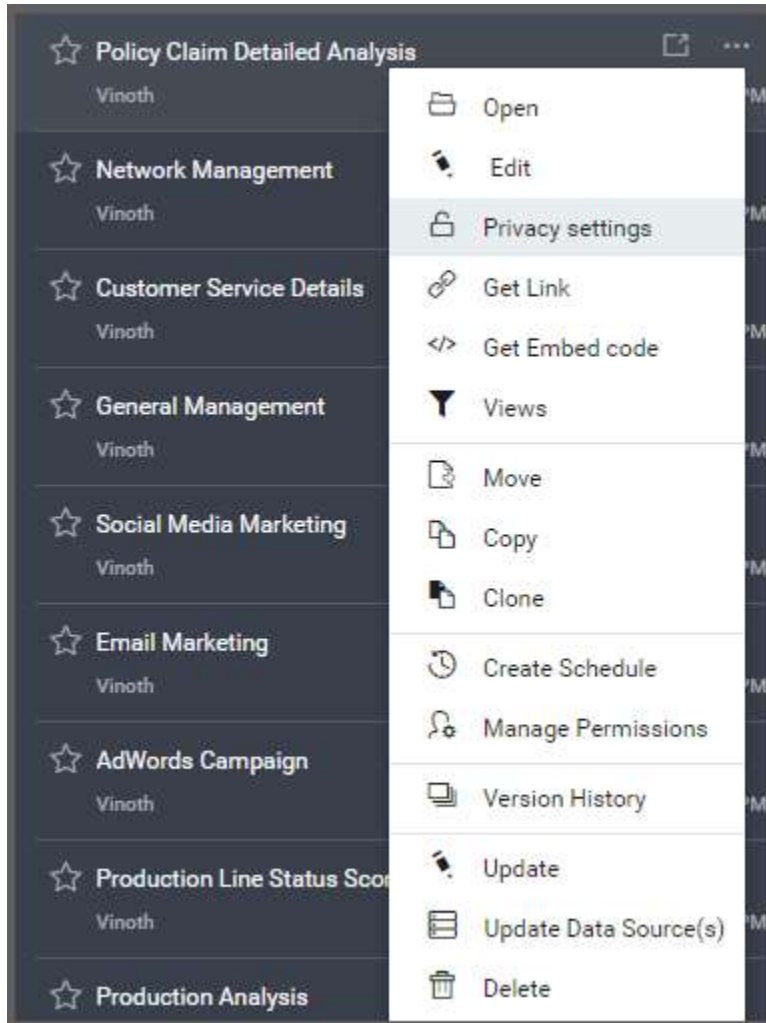 Policy Claim Detailed Analysis
Vinoth
Network Management
Vinoth
Customer Service Details
Vinoth
General Management
Vinoth
Social Media Marketing
Vinoth
Email Marketing
Vinoth
AdWords Campaign
Vinoth
Production Line Status
Vinoth
Production Analysis
Open
Edit
Privacy settings
Get Link
Get Embed code
Views
Move
Copy
Clone
Create Schedule
Manage Permissions
Version History
Update
Update Data Source(s)
Delete